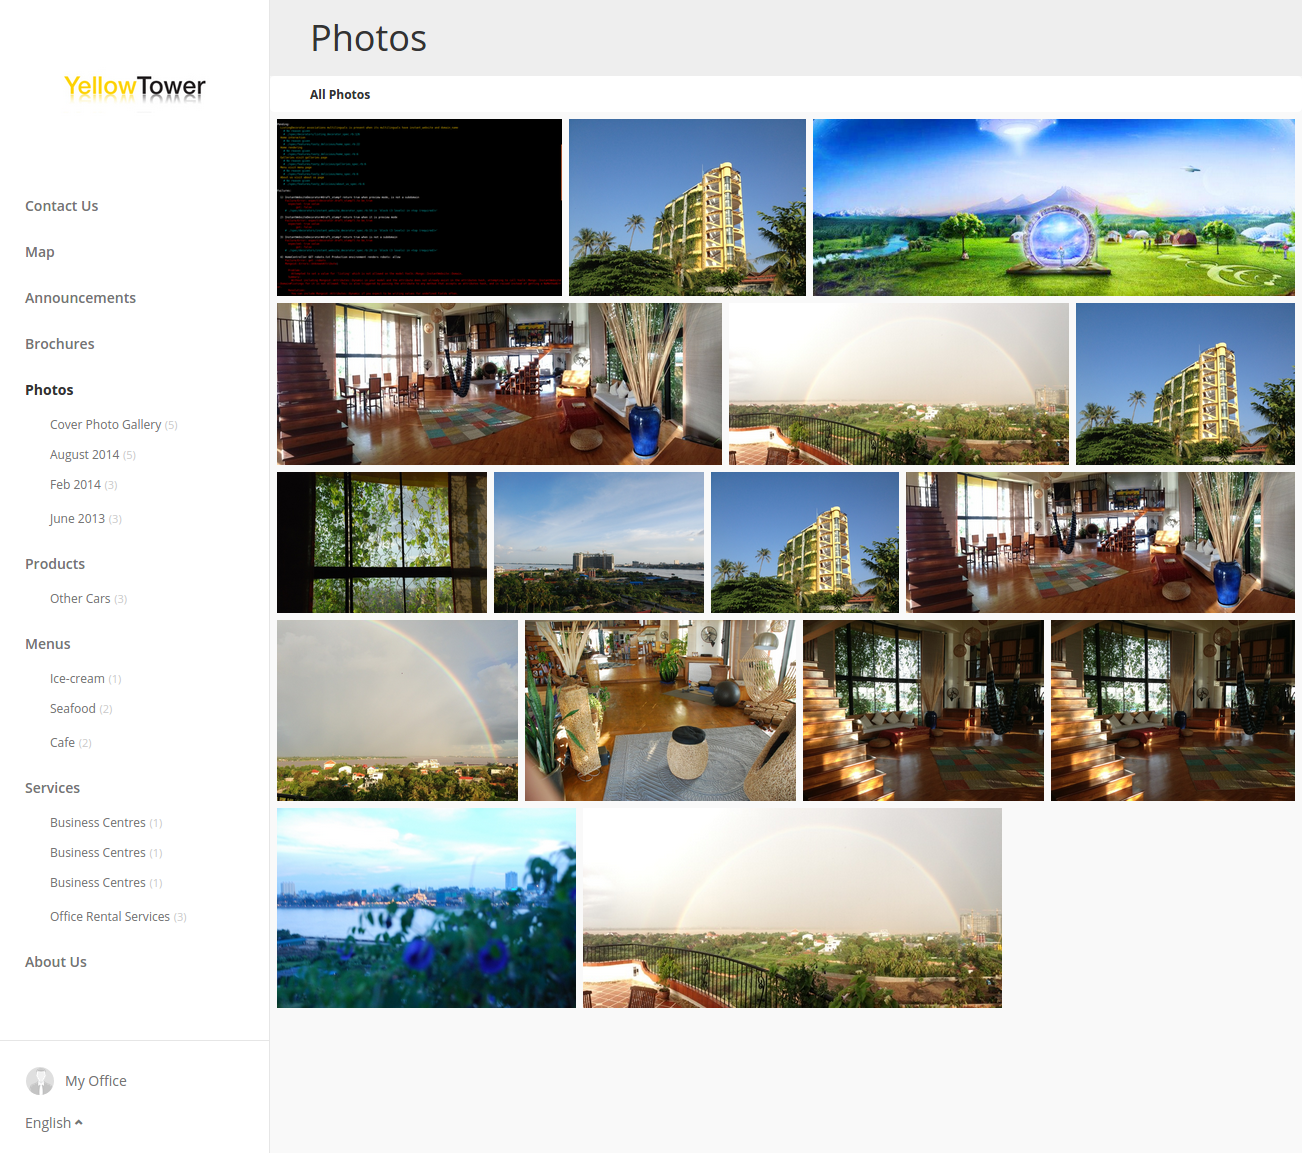 YellowTower
Contact Us
Map
Announcements
Brochures
Photos
Cover Photo Gallery (5)
August 2014 (5)
Feb 2014 (3)
June 2013 (3)
Products
Other Cars (3)
Menus
Ice-cream (1)
Seafood (2)
Cafe (2)
Services
Business Centres (1)
Business Centres (1)
Business Centres (1)
Office Rental Services (3)
About Us
My Office
English
Photos
All Photos